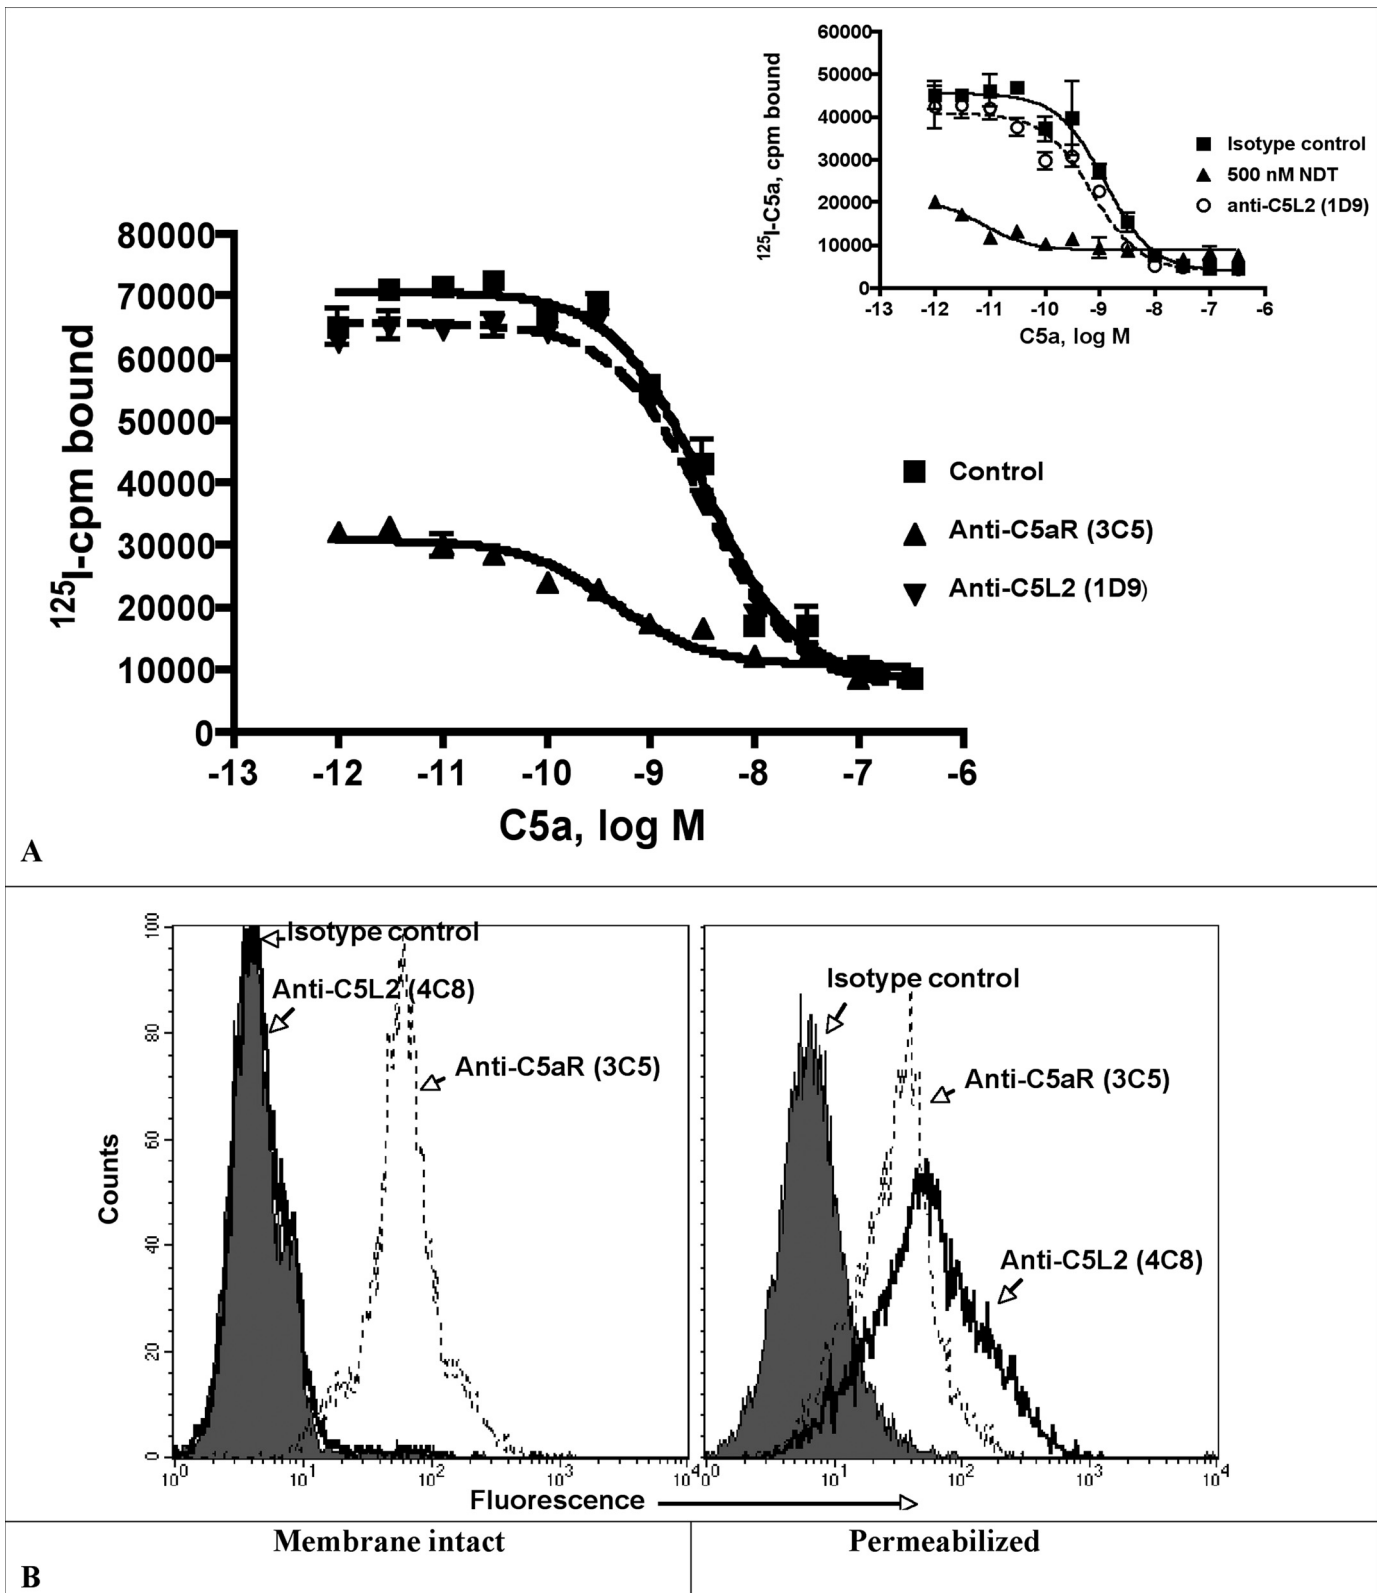 60000
50000
40000
30000
20000
10000
0
-13 -12 -11 -10 -9 -8 -7 -6
C5a, log M
125I-C5a, cpm bound
Isotype control
500 nM NDT
anti-C5L2 (1D9)
80000
70000
60000
50000
40000
30000
20000
10000
0
-13 -12 -11 -10 -9 -8 -7 -6
125I-cpm bound
C5a, log M
Control
Anti-C5aR (3C5)
Anti-C5L2 (1D9)
A
100
80
60
40
20
0
Counts
Isotype control
Anti-C5L2 (4C8)
Anti-C5aR (3C5)
10^0 10^1 10^2 10^3 10^4
Isotype control
Anti-C5aR (3C5)
Anti-C5L2 (4C8)
10^0 10^1 10^2 10^3 10^4
Fluorescence
Membrane intact
Permeabilized
B